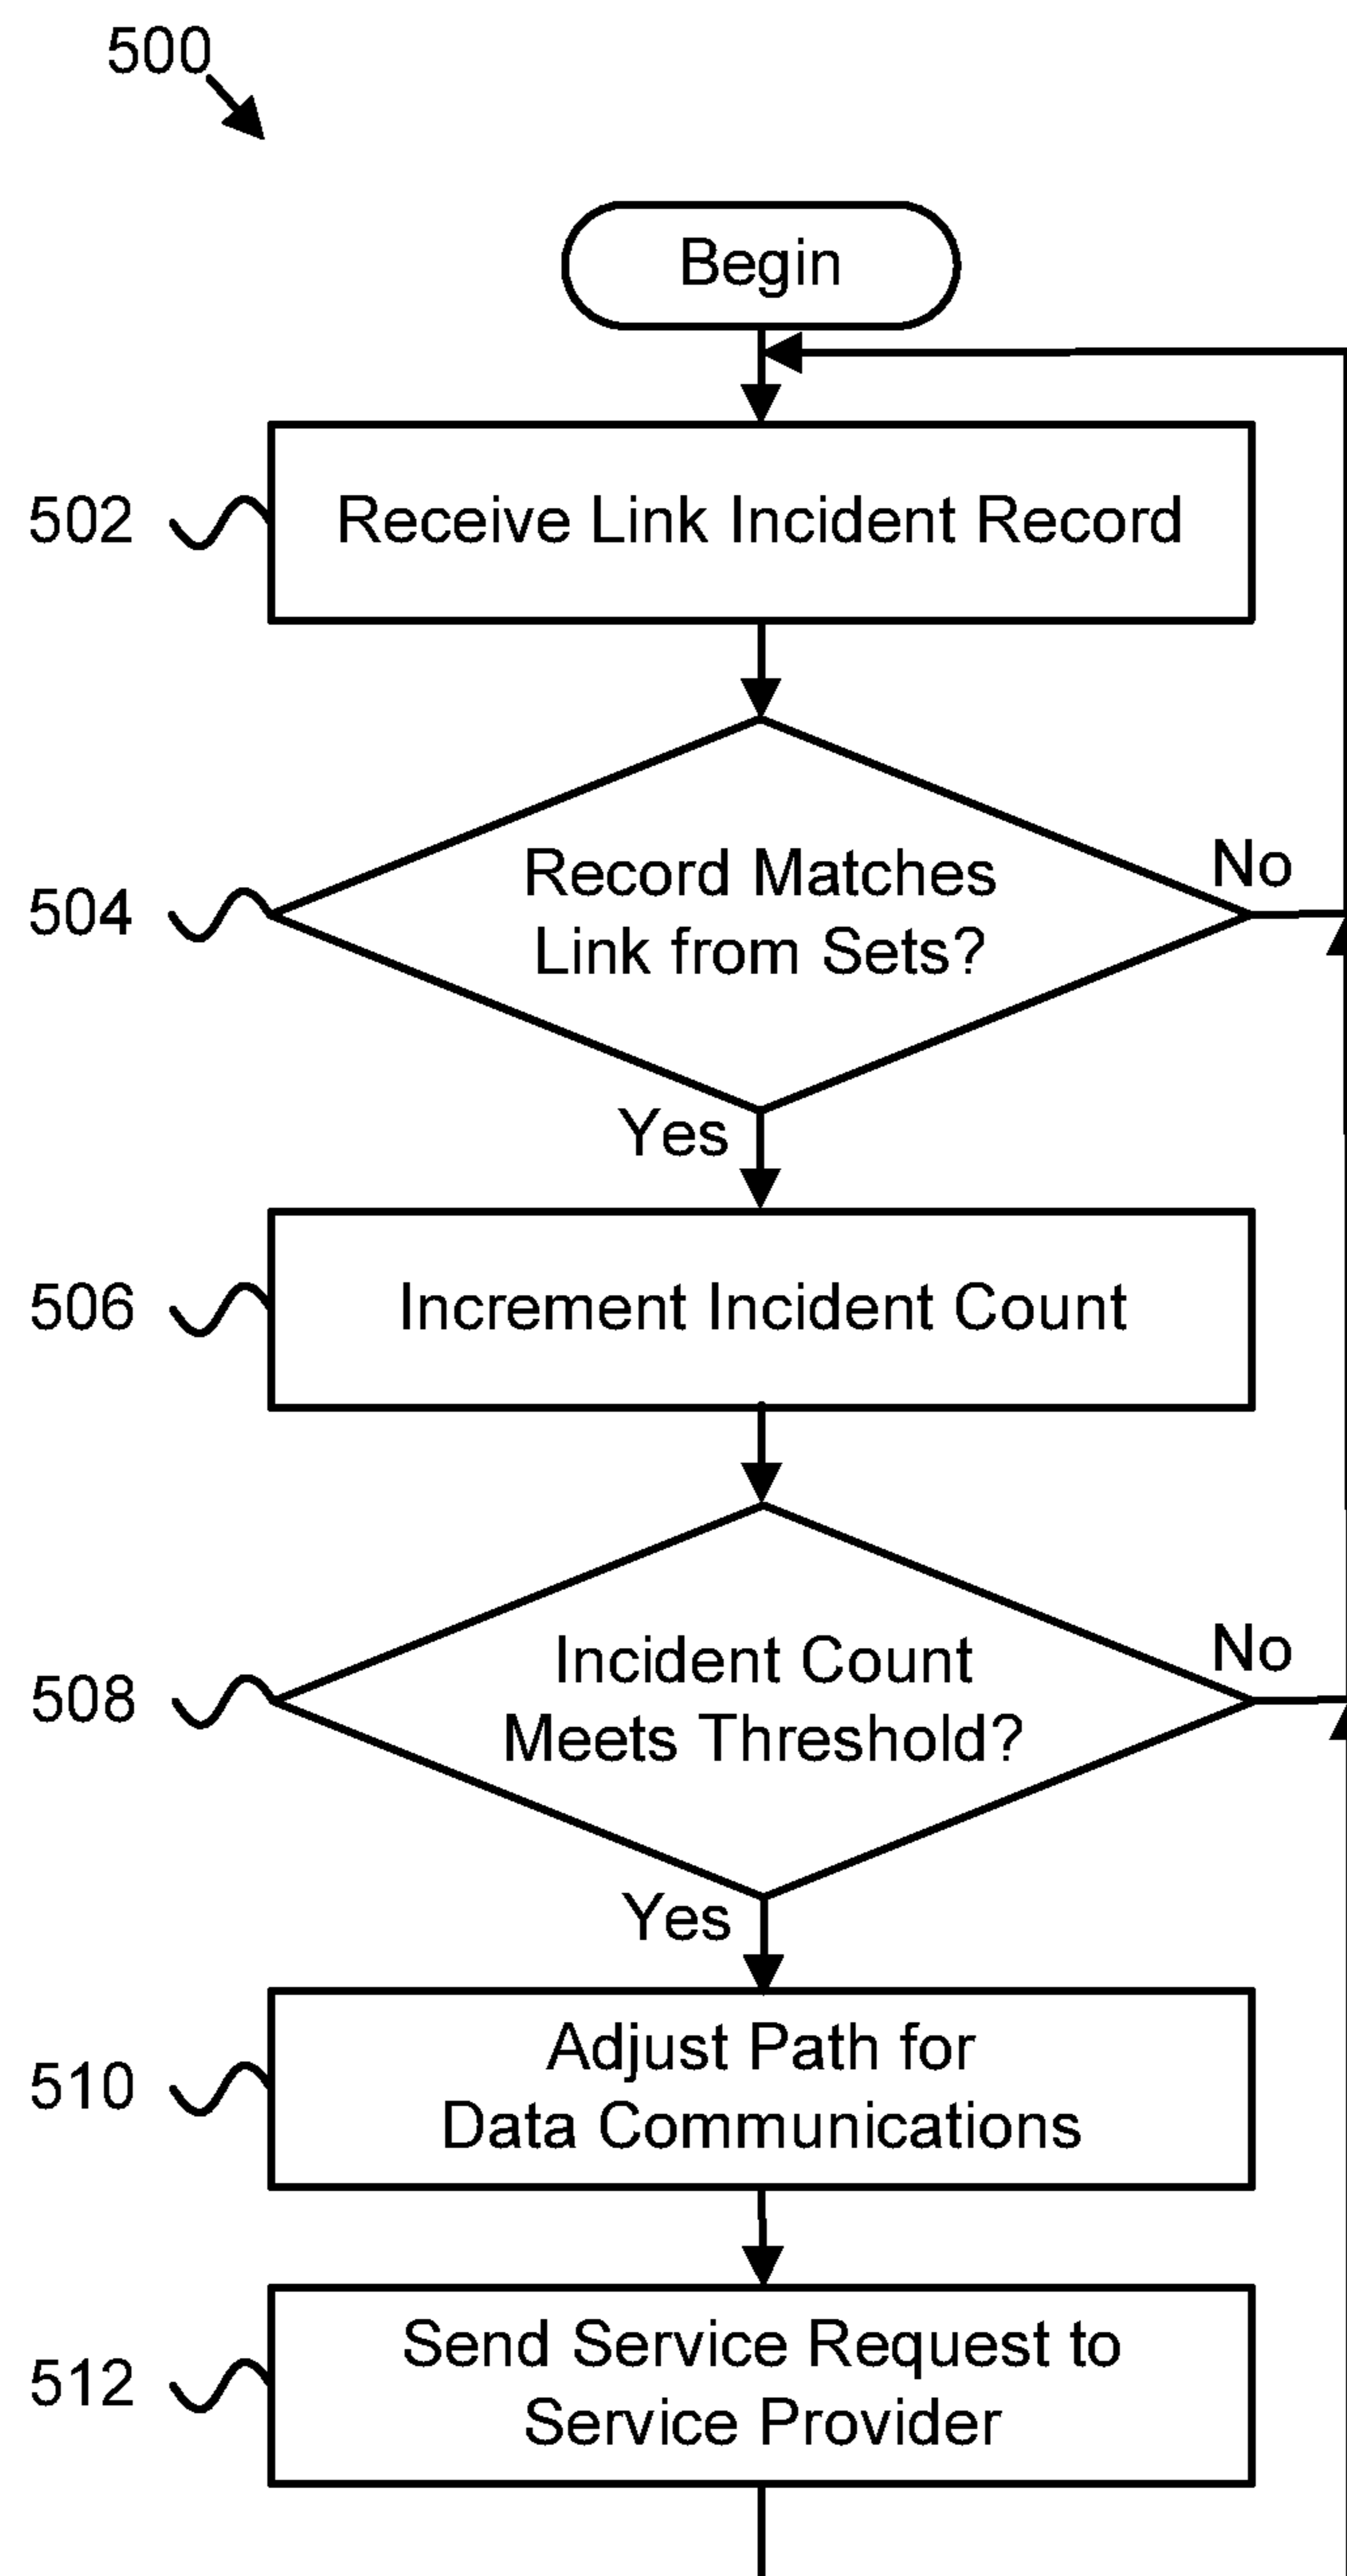 500
Begin
502
Receive Link Incident Record
504
Record Matches
Link from Sets?
No
Yes
506
Increment Incident Count
508
Incident Count
Meets Threshold?
No
Yes
510
Adjust Path for
Data Communications
512
Send Service Request to
Service Provider